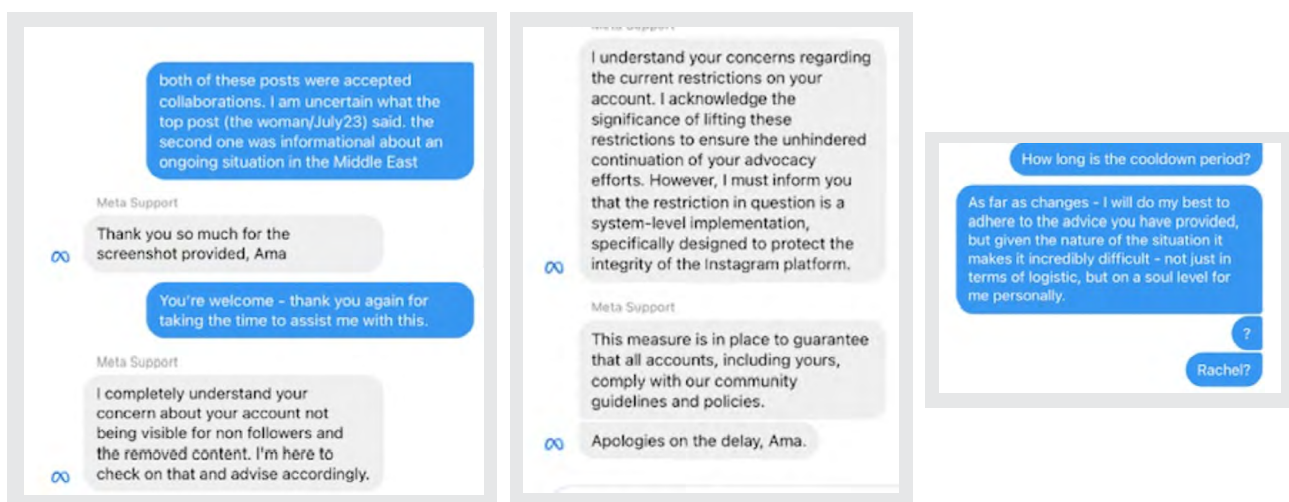 both of these posts were accepted
collaborations. I am uncertain what the
top post (the woman/July23) said. the
second one was informational about an
ongoing situation in the Middle East
Meta Support
Thank you so much for the
screenshot provided, Ama
You're welcome - thank you again for
taking the time to assist me with this.
Meta Support
I completely understand your
concern about your account not
being visible for non followers and
the removed content. I'm here to
check on that and advise accordingly.
Meta Support
I understand your concerns regarding
the current restrictions on your
account. I acknowledge the
significance of lifting these
restrictions to ensure the unhindered
continuation of your advocacy
efforts. However, I must inform you
that the restriction in question is a
system-level implementation,
specifically designed to protect the
integrity of the Instagram platform.
Meta Support
This measure is in place to guarantee
that all accounts, including yours,
comply with our community
guidelines and policies.
Apologies on the delay, Ama.
How long is the cooldown period?
As far as changes - I will do my best to
adhere to the advice you have provided,
but given the nature of the situation it
makes it incredibly difficult - not just in
terms of logistic, but on a soul level for
me personally.
?
Rachel?